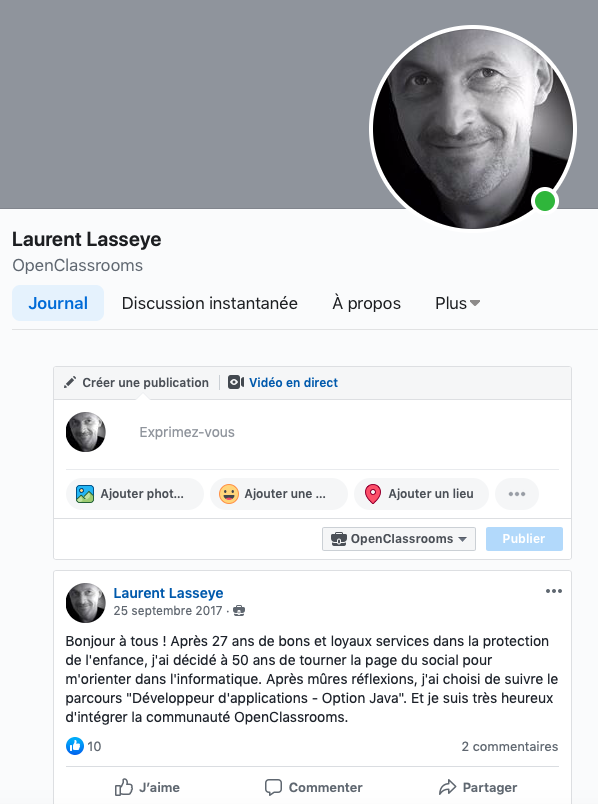 Laurent Lasseye
OpenClassrooms
Journal Discussion instantanée À propos Plus
Créer une publication Vidéo en direct
Exprimez-vous
Ajouter phot... Ajouter une ... Ajouter un lieu
OpenClassrooms Publier
Laurent Lasseye
25 septembre 2017 ·
Bonjour à tous ! Après 27 ans de bons et loyaux services dans la protection
de l'enfance, j'ai décidé à 50 ans de tourner la page du social pour
m'orienter dans l'informatique. Après mûres réflexions, j'ai choisi de suivre le
parcours "Développeur d'applications - Option Java". Et je suis très heureux
d'intégrer la communauté OpenClassrooms.
10 2 commentaires
J'aime Commenter Partager